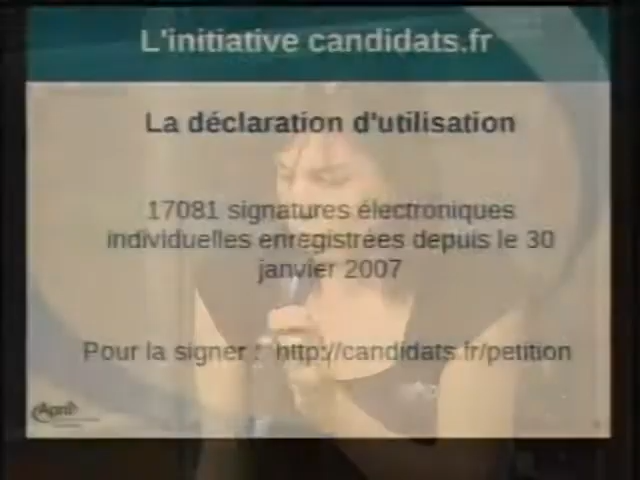 L'initiative candidats.fr
La déclaration d'utilisation
17081 signatures électroniques
individuelles enregistrées depuis le 30
janvier 2007
Pour la signer : http://candidats.fr/petition
April